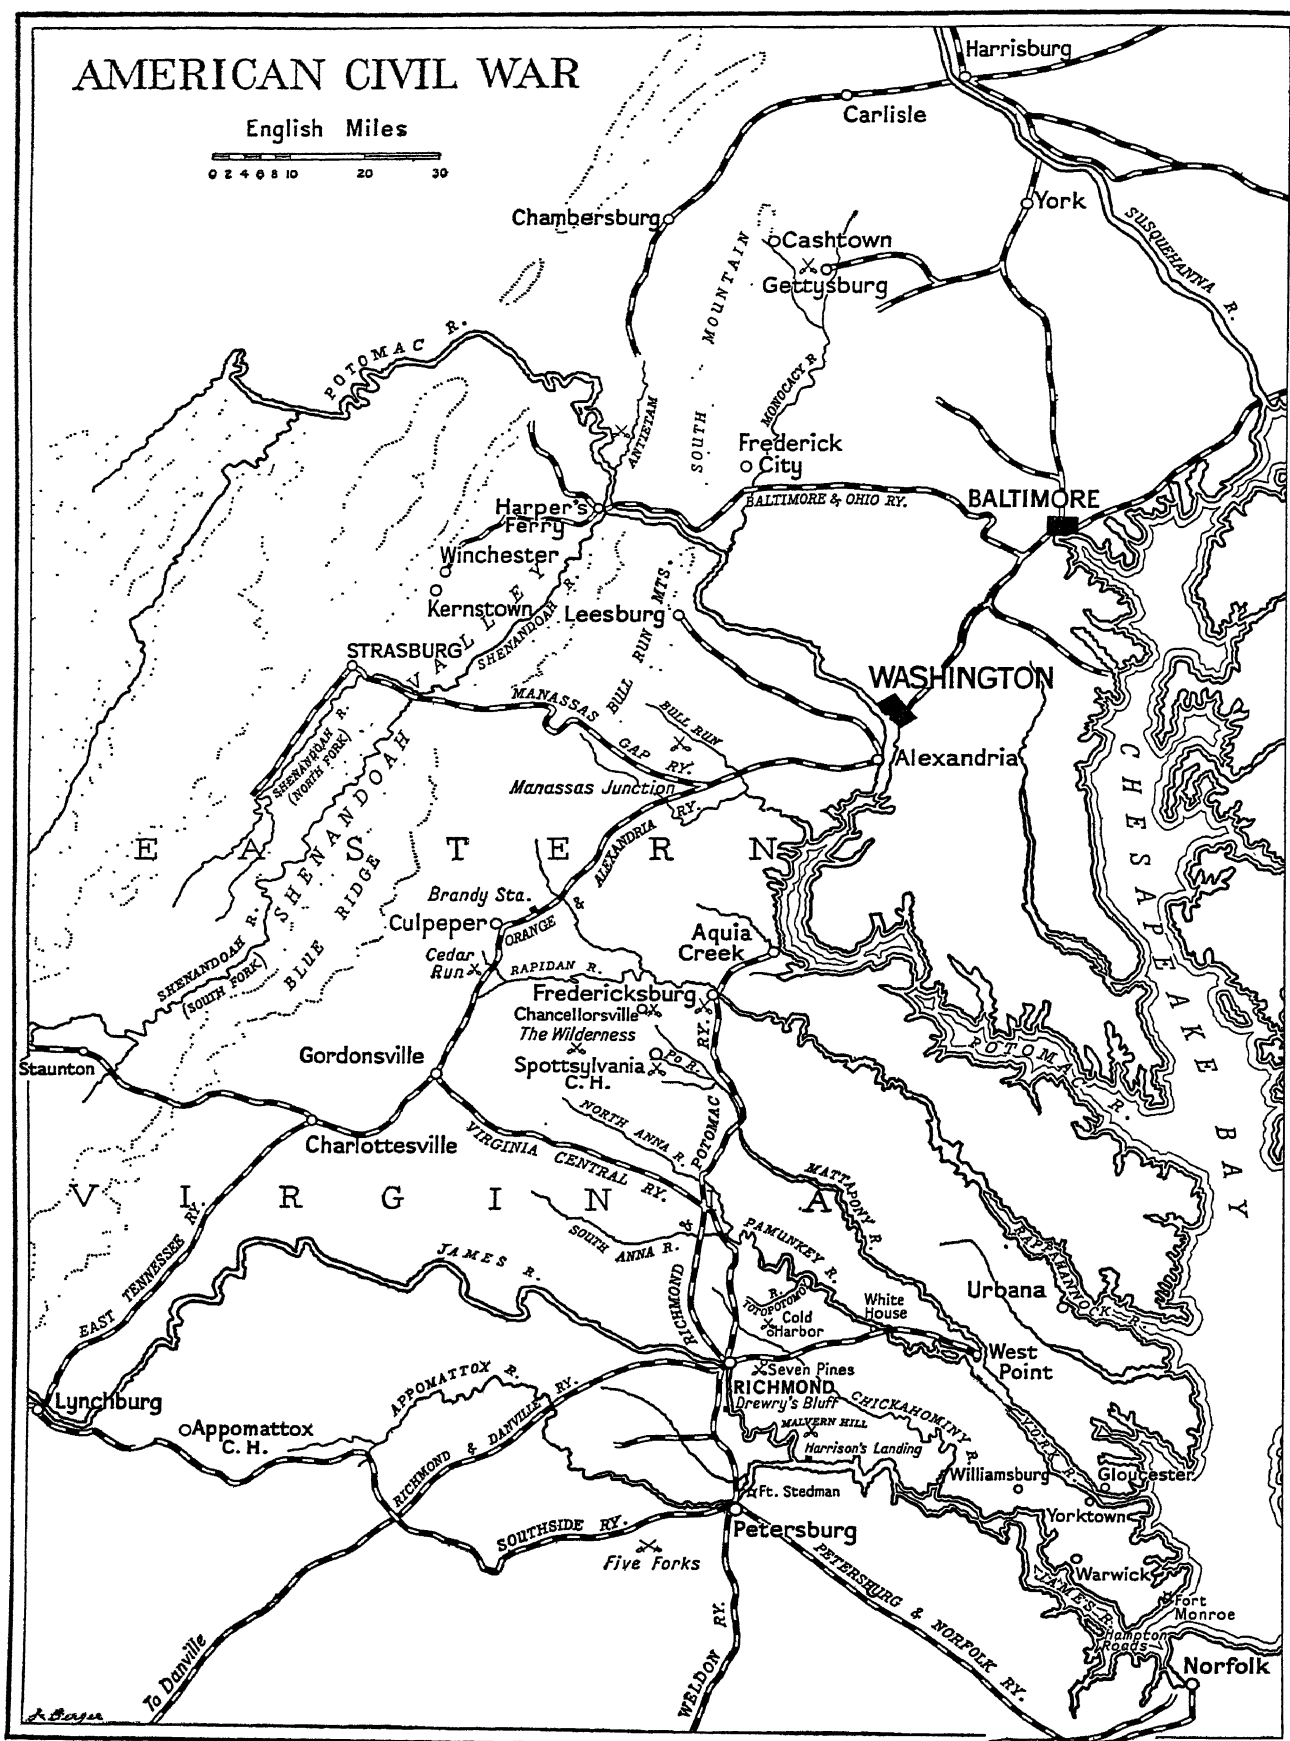 AMERICAN CIVIL WAR
English Miles
0 2 4 6 8 10 20 30
Harrisburg
Carlisle
Chambersburg
York
SUSQUEHANNA R.
Cashtown
Gettysburg
SOUTH MOUNTAIN
MONOCACY R
POTOMAC R.
ANTIETAM
Frederick
City
BALTIMORE & OHIO RY.
BALTIMORE
Harper's
Ferry
Winchester
Kernstown
VALLEY
SHENANDOAH R.
Leesburg
BULL RUN MTS.
STRASBURG
WASHINGTON
MANASSAS GAP RY.
BULL RUN
SHENANDOAH R.
(NORTH FORK)
Alexandria
Manassas Junction
CHESAPEAKE BAY
EASTERN
SHENANDOAH
BLUE RIDGE
ORANGE & ALEXANDRIA RY.
Brandy Sta.
Culpeper
Cedar
Run
RAPIDAN R.
Aquia
Creek
SHENANDOAH R.
(SOUTH FORK)
Fredericksburg
Chancellorsville
The Wilderness
Spottsylvania
C. H.
Po R.
POTOMAC R.
Staunton
Gordonsville
Charlottesville
NORTH ANNA R.
VIRGINIA CENTRAL RY.
RICHMOND & POTOMAC RY.
MATTAPONY R.
VIRGINIA
EAST TENNESSEE RY.
SOUTH ANNA R.
PAMUNKEY R.
RAPPAHANNOCK R.
JAMES R.
TOTOPOTOMOY R.
Cold
Harbor
White
House
Urbana
West
Point
Seven Pines
RICHMOND
Drewry's Bluff
CHICKAHOMINY R.
MALVERN HILL
Harrison's Landing
YORK R.
Lynchburg
Appomattox
C. H.
APPOMATTOX R.
RICHMOND & DANVILLE RY.
Williamsburg
Gloucester
Yorktown
Ft. Stedman
Petersburg
SOUTHSIDE RY.
Five Forks
PETERSBURG & NORFOLK RY.
Warwick
JAMES R.
Fort
Monroe
Hampton
Roads
Norfolk
To Danville
WELDON RY.